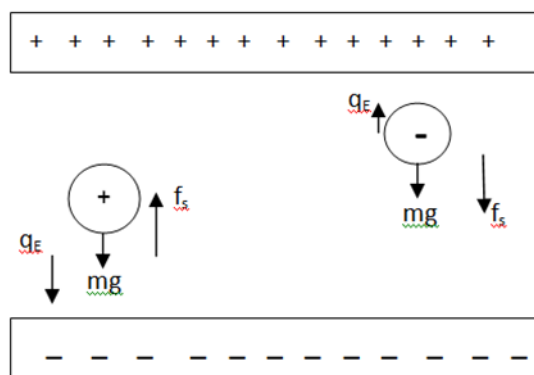 + + + + + + + + + + + + + +
qE
-
+
fs
mg
fs
qE
mg
- - - - - - - - - - - -